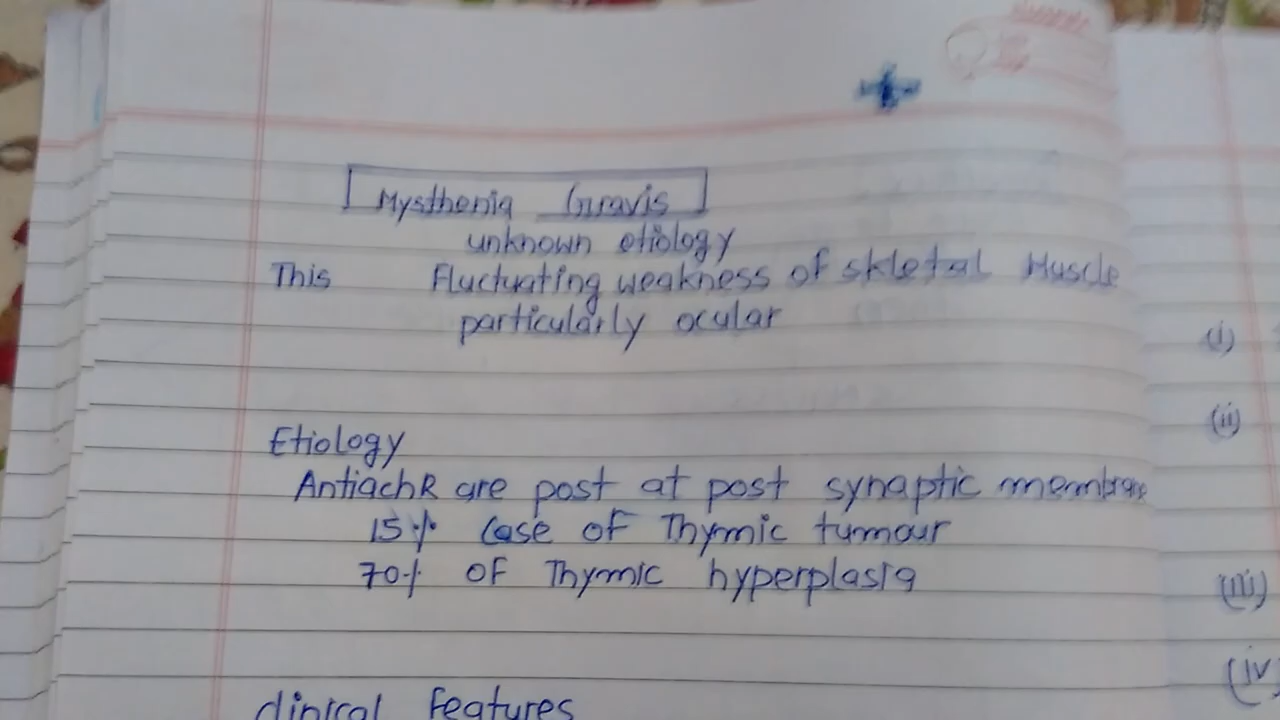 Mysthenia Gravis
unknown etiology
This Fluctuating weakness of skletal Muscle
particularly ocular
Etiology
AntiachR are post at post synaptic membrane
15% Case of Thymic tumour
70% of Thymic hyperplasia
clinical Features
(i)
(ii)
(iii)
(iv)